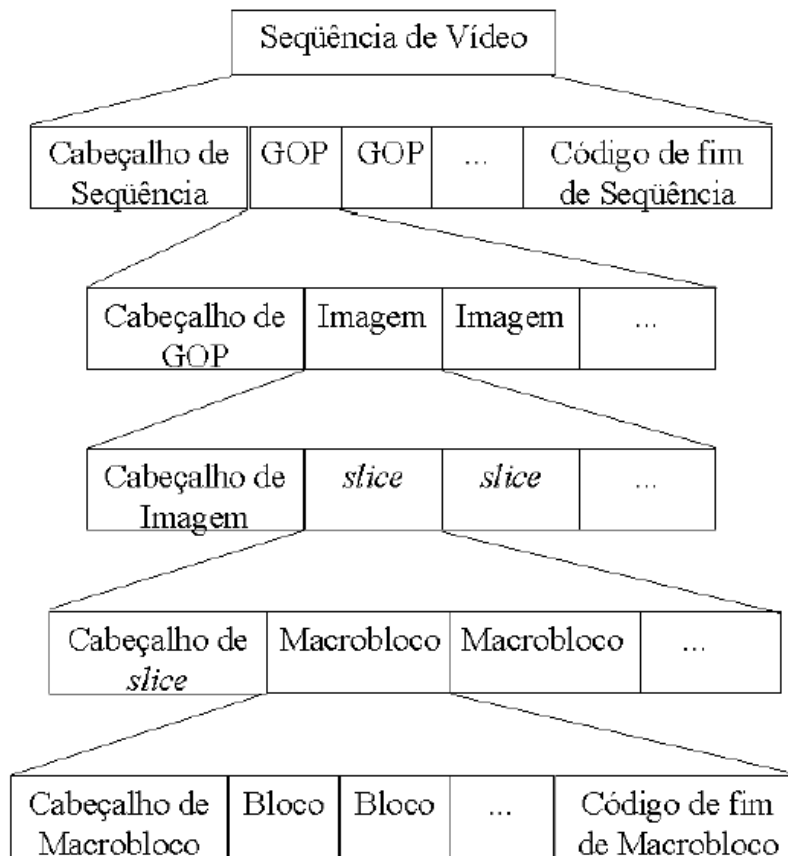 Seqüência de Vídeo
Cabeçalho de Seqüência GOP GOP ... Código de fim de Seqüência
Cabeçalho de GOP Imagem Imagem ...
Cabeçalho de Imagem slice slice ...
Cabeçalho de slice Macrobloco Macrobloco ...
Cabeçalho de Macrobloco Bloco Bloco ... Código de fim de Macrobloco